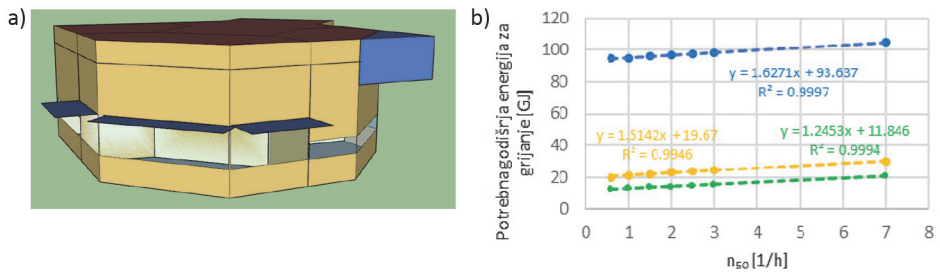 a)
b)
Potrebnagodišnja energija za
grijanje [GJ]
120
100
80
60
40
20
0
y = 1.6271x + 93.637
R² = 0.9997
y = 1.5142x + 19.67
R² = 0.9946
y = 1.2453x + 11.846
R² = 0.9994
0 1 2 3 4 5 6 7 8
n₅₀ [1/h]